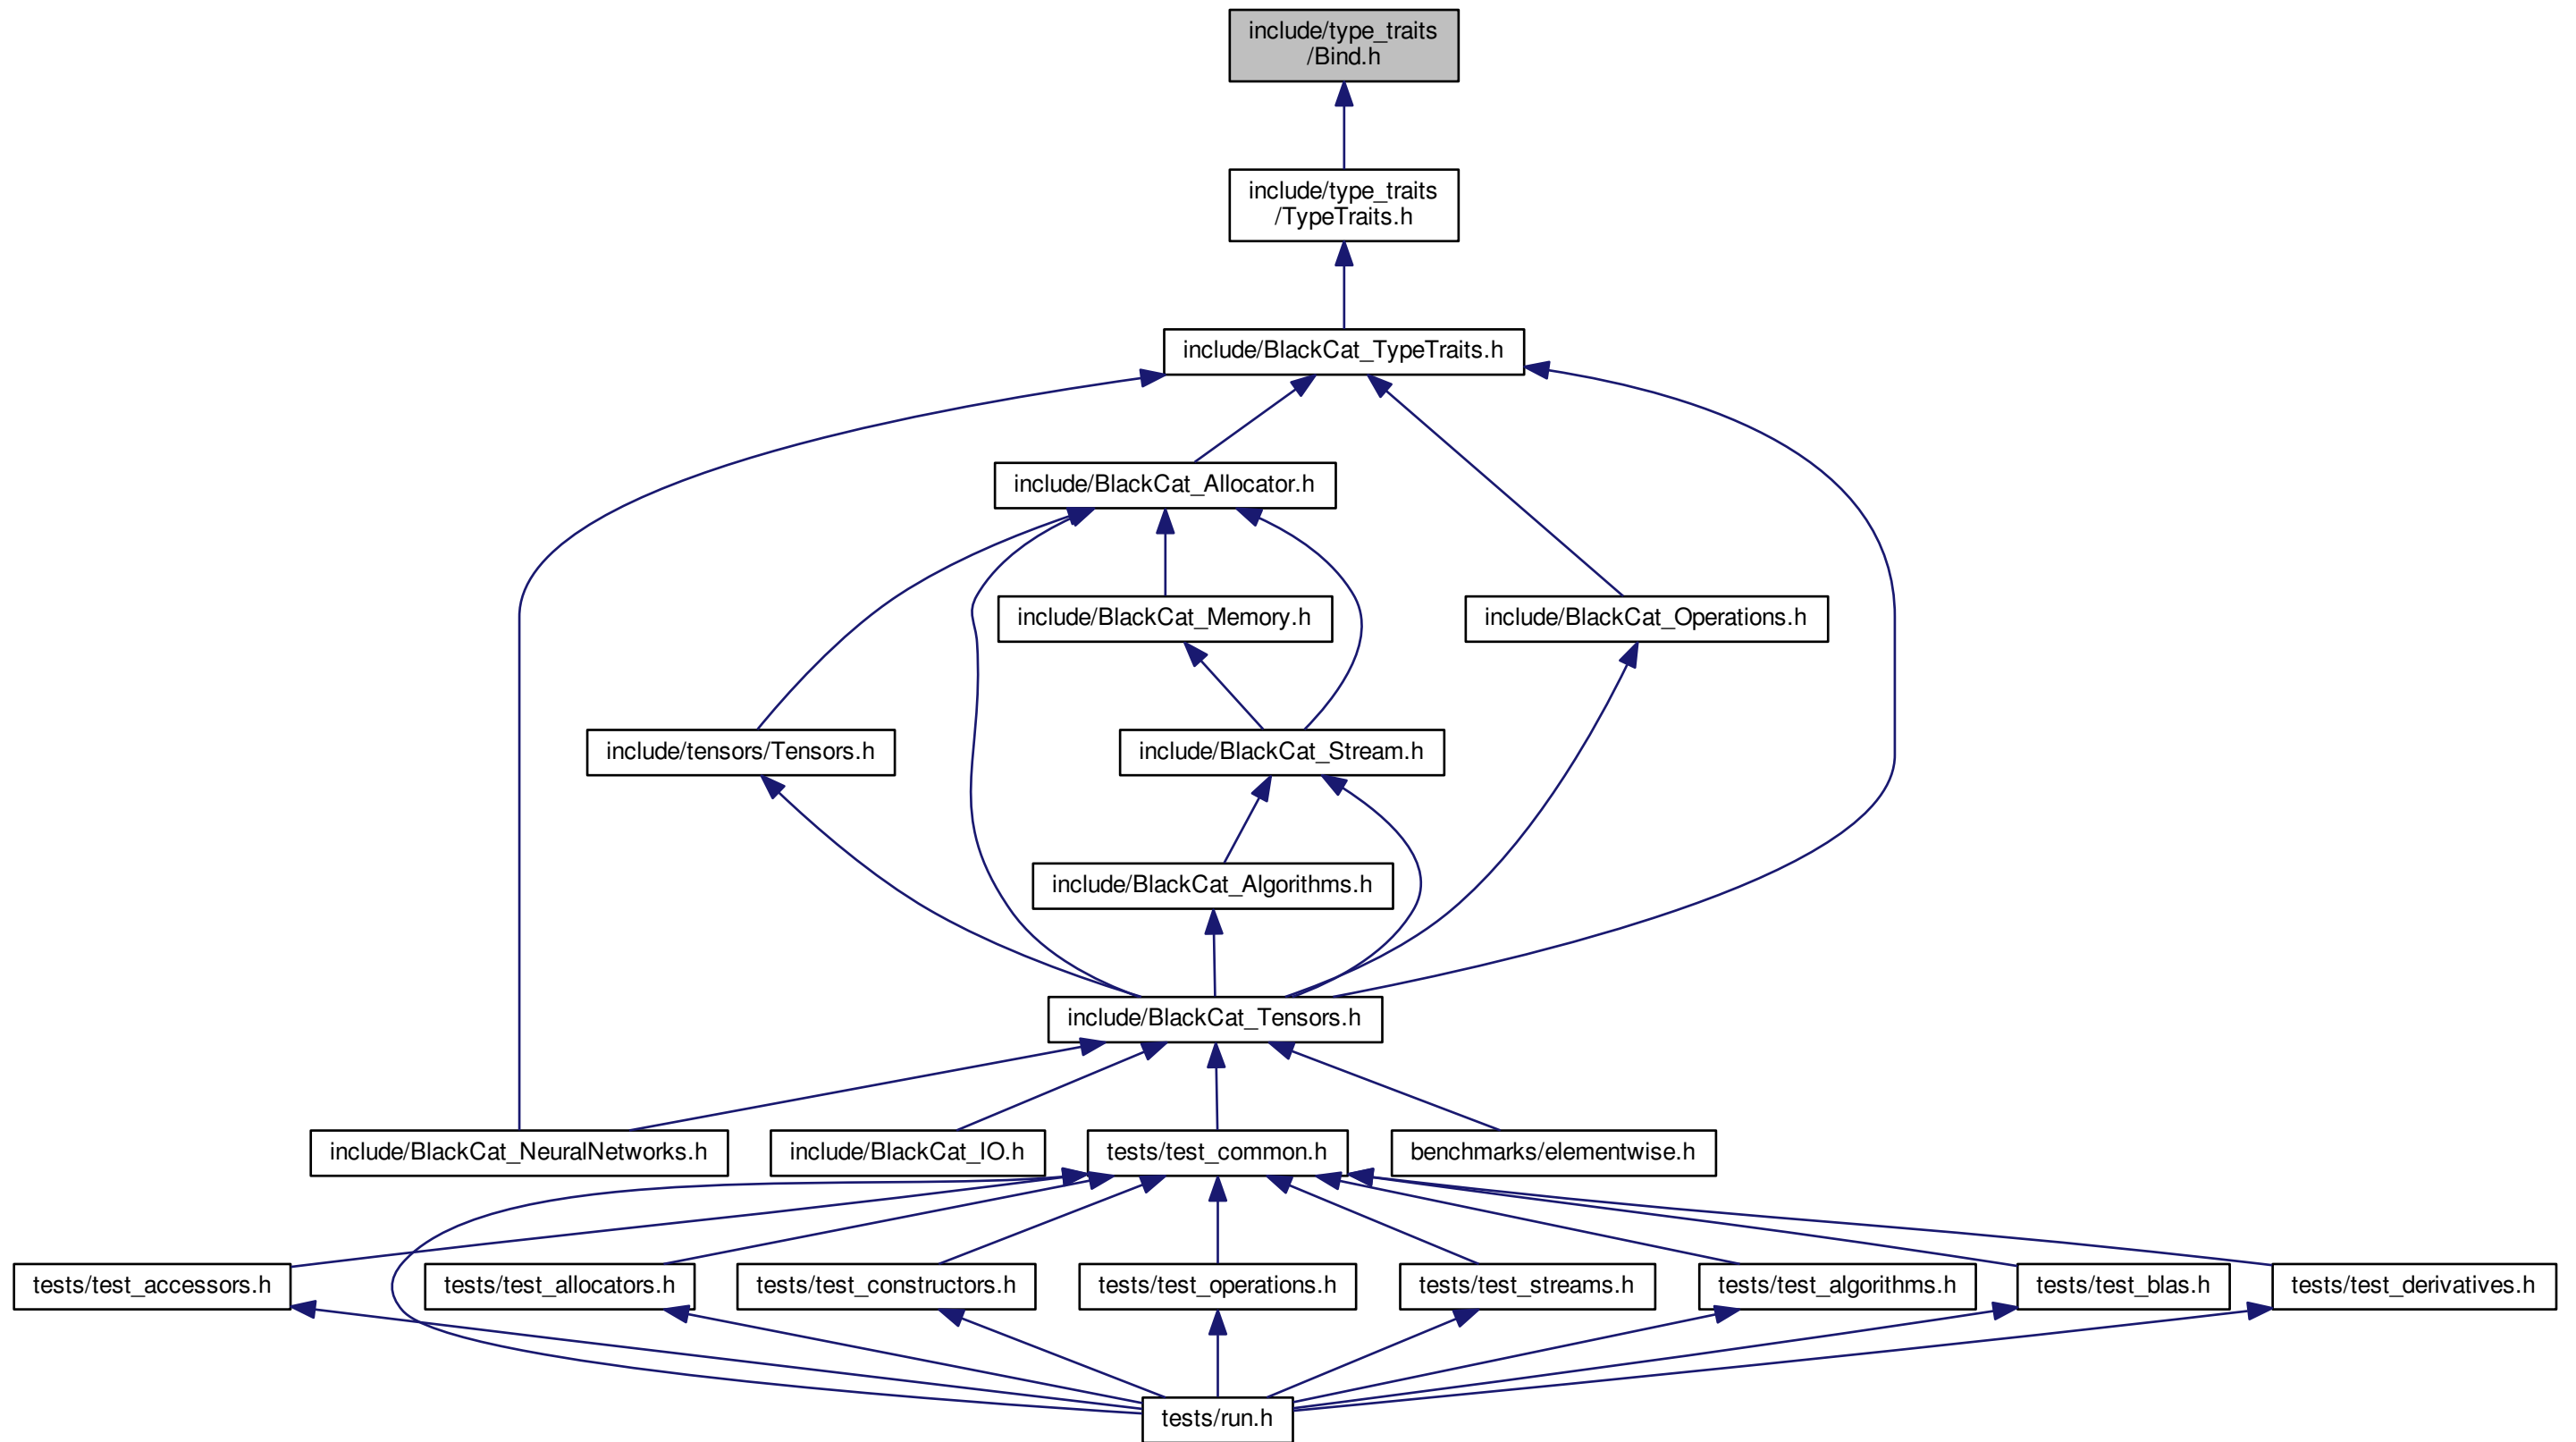 include/type_traits
/Bind.h
include/type_traits
/TypeTraits.h
include/BlackCat_TypeTraits.h
include/BlackCat_Allocator.h
include/BlackCat_Memory.h
include/BlackCat_Operations.h
include/tensors/Tensors.h
include/BlackCat_Stream.h
include/BlackCat_Algorithms.h
include/BlackCat_Tensors.h
include/BlackCat_NeuralNetworks.h
include/BlackCat_IO.h
tests/test_common.h
benchmarks/elementwise.h
tests/test_accessors.h
tests/test_allocators.h
tests/test_constructors.h
tests/test_operations.h
tests/test_streams.h
tests/test_algorithms.h
tests/test_blas.h
tests/test_derivatives.h
tests/run.h